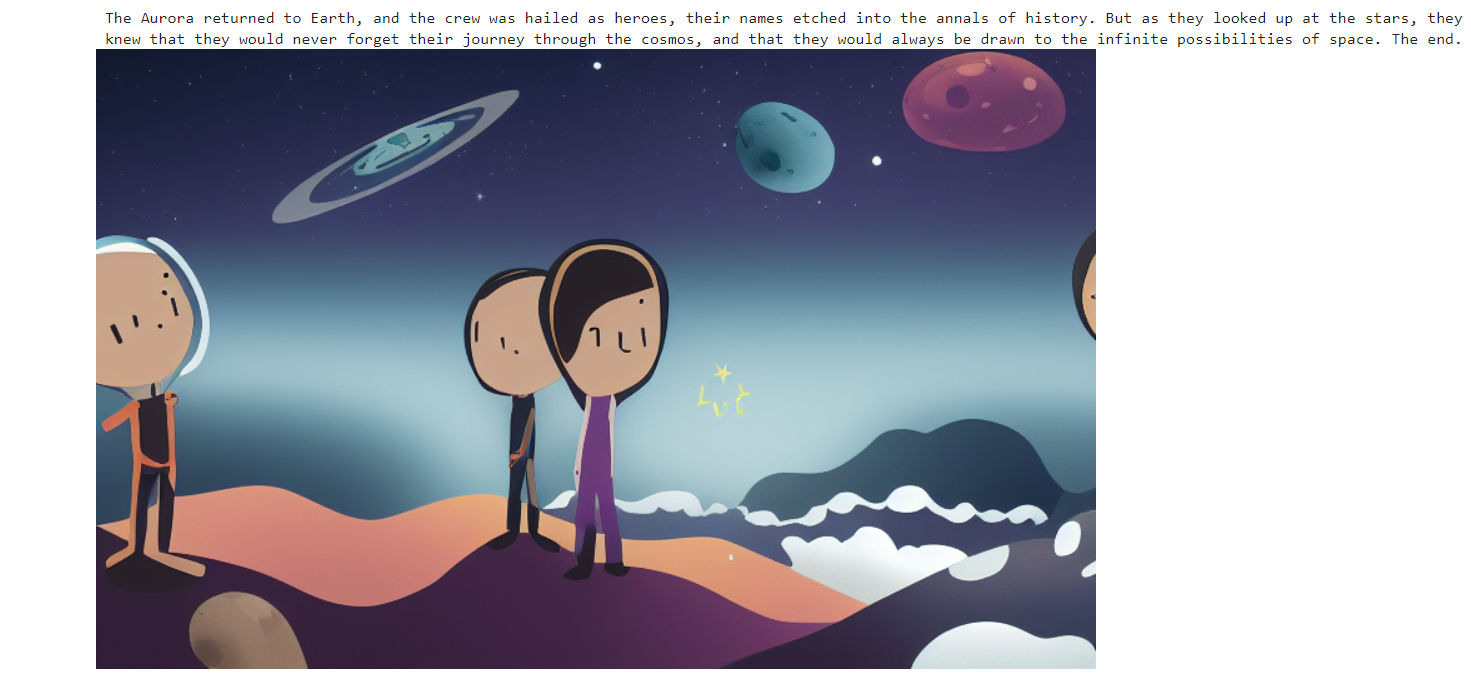 The Aurora returned to Earth, and the crew was hailed as heroes, their names etched into the annals of history. But as they looked up at the stars, they
knew that they would never forget their journey through the cosmos, and that they would always be drawn to the infinite possibilities of space. The end.